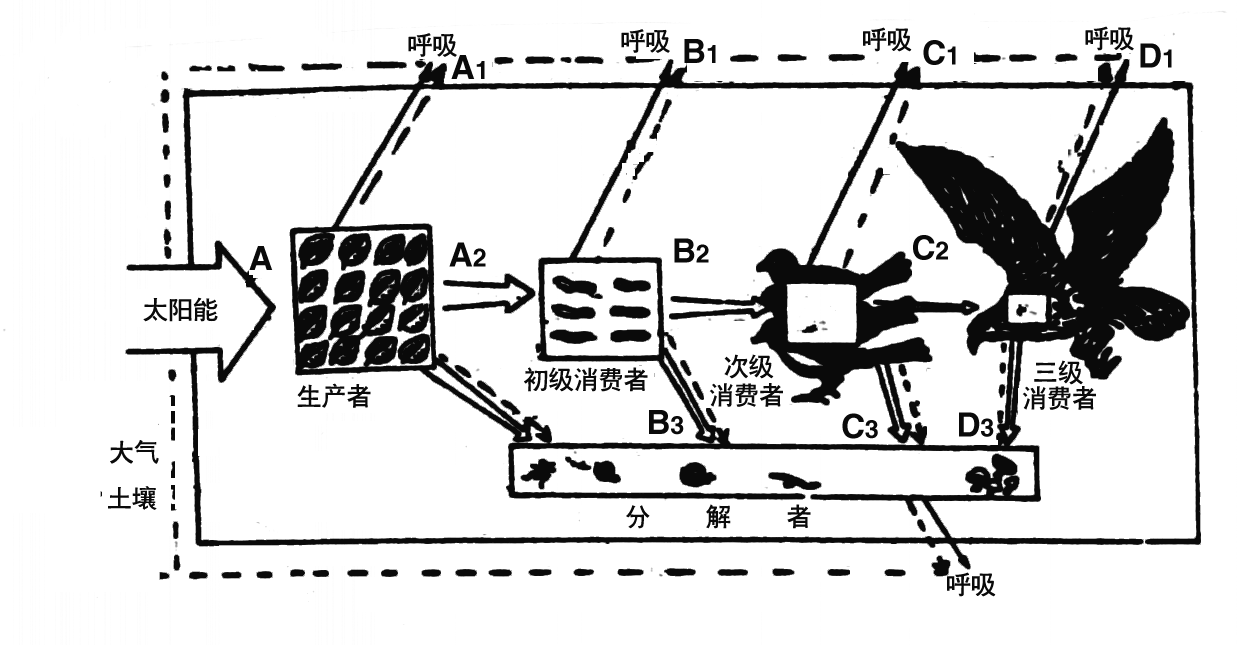 呼吸 A1
呼吸 B1
呼吸 C1
呼吸 D1
A
A2
B2
C2
太阳能
生产者
初级消费者
次级
消费者
三级
消费者
B3
C3
D3
大气
土壤
分解者
呼吸